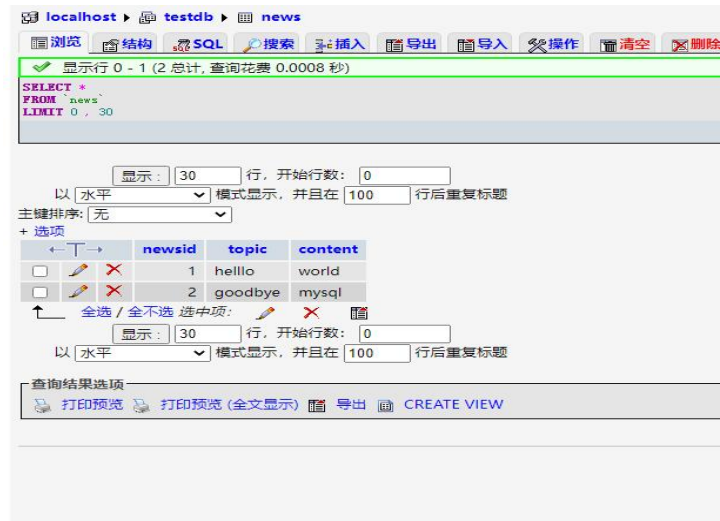 localhost ▸ testdb ▸ news
浏览 结构 SQL 搜索 插入 导出 导入 操作 清空 删除
显示行 0 - 1 (2 总计, 查询花费 0.0008 秒)
SELECT *
FROM `news`
LIMIT 0 , 30
显示 : 30 行, 开始行数: 0
以 水平 模式显示, 并且在 100 行后重复标题
主键排序: 无
+ 选项
←T→ newsid topic content
1 helllo world
2 goodbye mysql
全选 / 全不选 选中项:
显示 : 30 行, 开始行数: 0
以 水平 模式显示, 并且在 100 行后重复标题
查询结果选项
打印预览 打印预览 (全文显示) 导出 CREATE VIEW